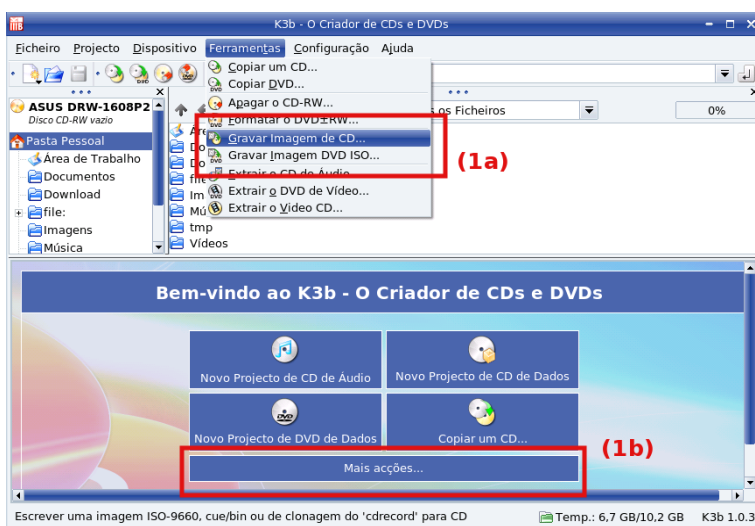 K3b - O Criador de CDs e DVDs
Ficheiro Projecto Dispositivo Ferramentas Configuração Ajuda
Copiar um CD...
Copiar DVD...
Apagar o CD-RW...
Formatar o DVD±RW...
Gravar Imagem de CD...
Gravar Imagem DVD ISO...
Extrair o CD de Áudio
Extrair o DVD de Vídeo...
Extrair o Video CD...
(1a)
os Ficheiros
0%
ASUS DRW-1608P2
Disco CD-RW vazio
Pasta Pessoal
Área de Trabalho
Documentos
Download
file:
Imagens
Música
tmp
Vídeos
Bem-vindo ao K3b - O Criador de CDs e DVDs
Novo Projecto de CD de Áudio
Novo Projecto de CD de Dados
Novo Projecto de DVD de Dados
Copiar um CD...
Mais acções...
(1b)
Escrever uma imagem ISO-9660, cue/bin ou de clonagem do 'cdrecord' para CD
Temp.: 6,7 GB/10,2 GB K3b 1.0.3